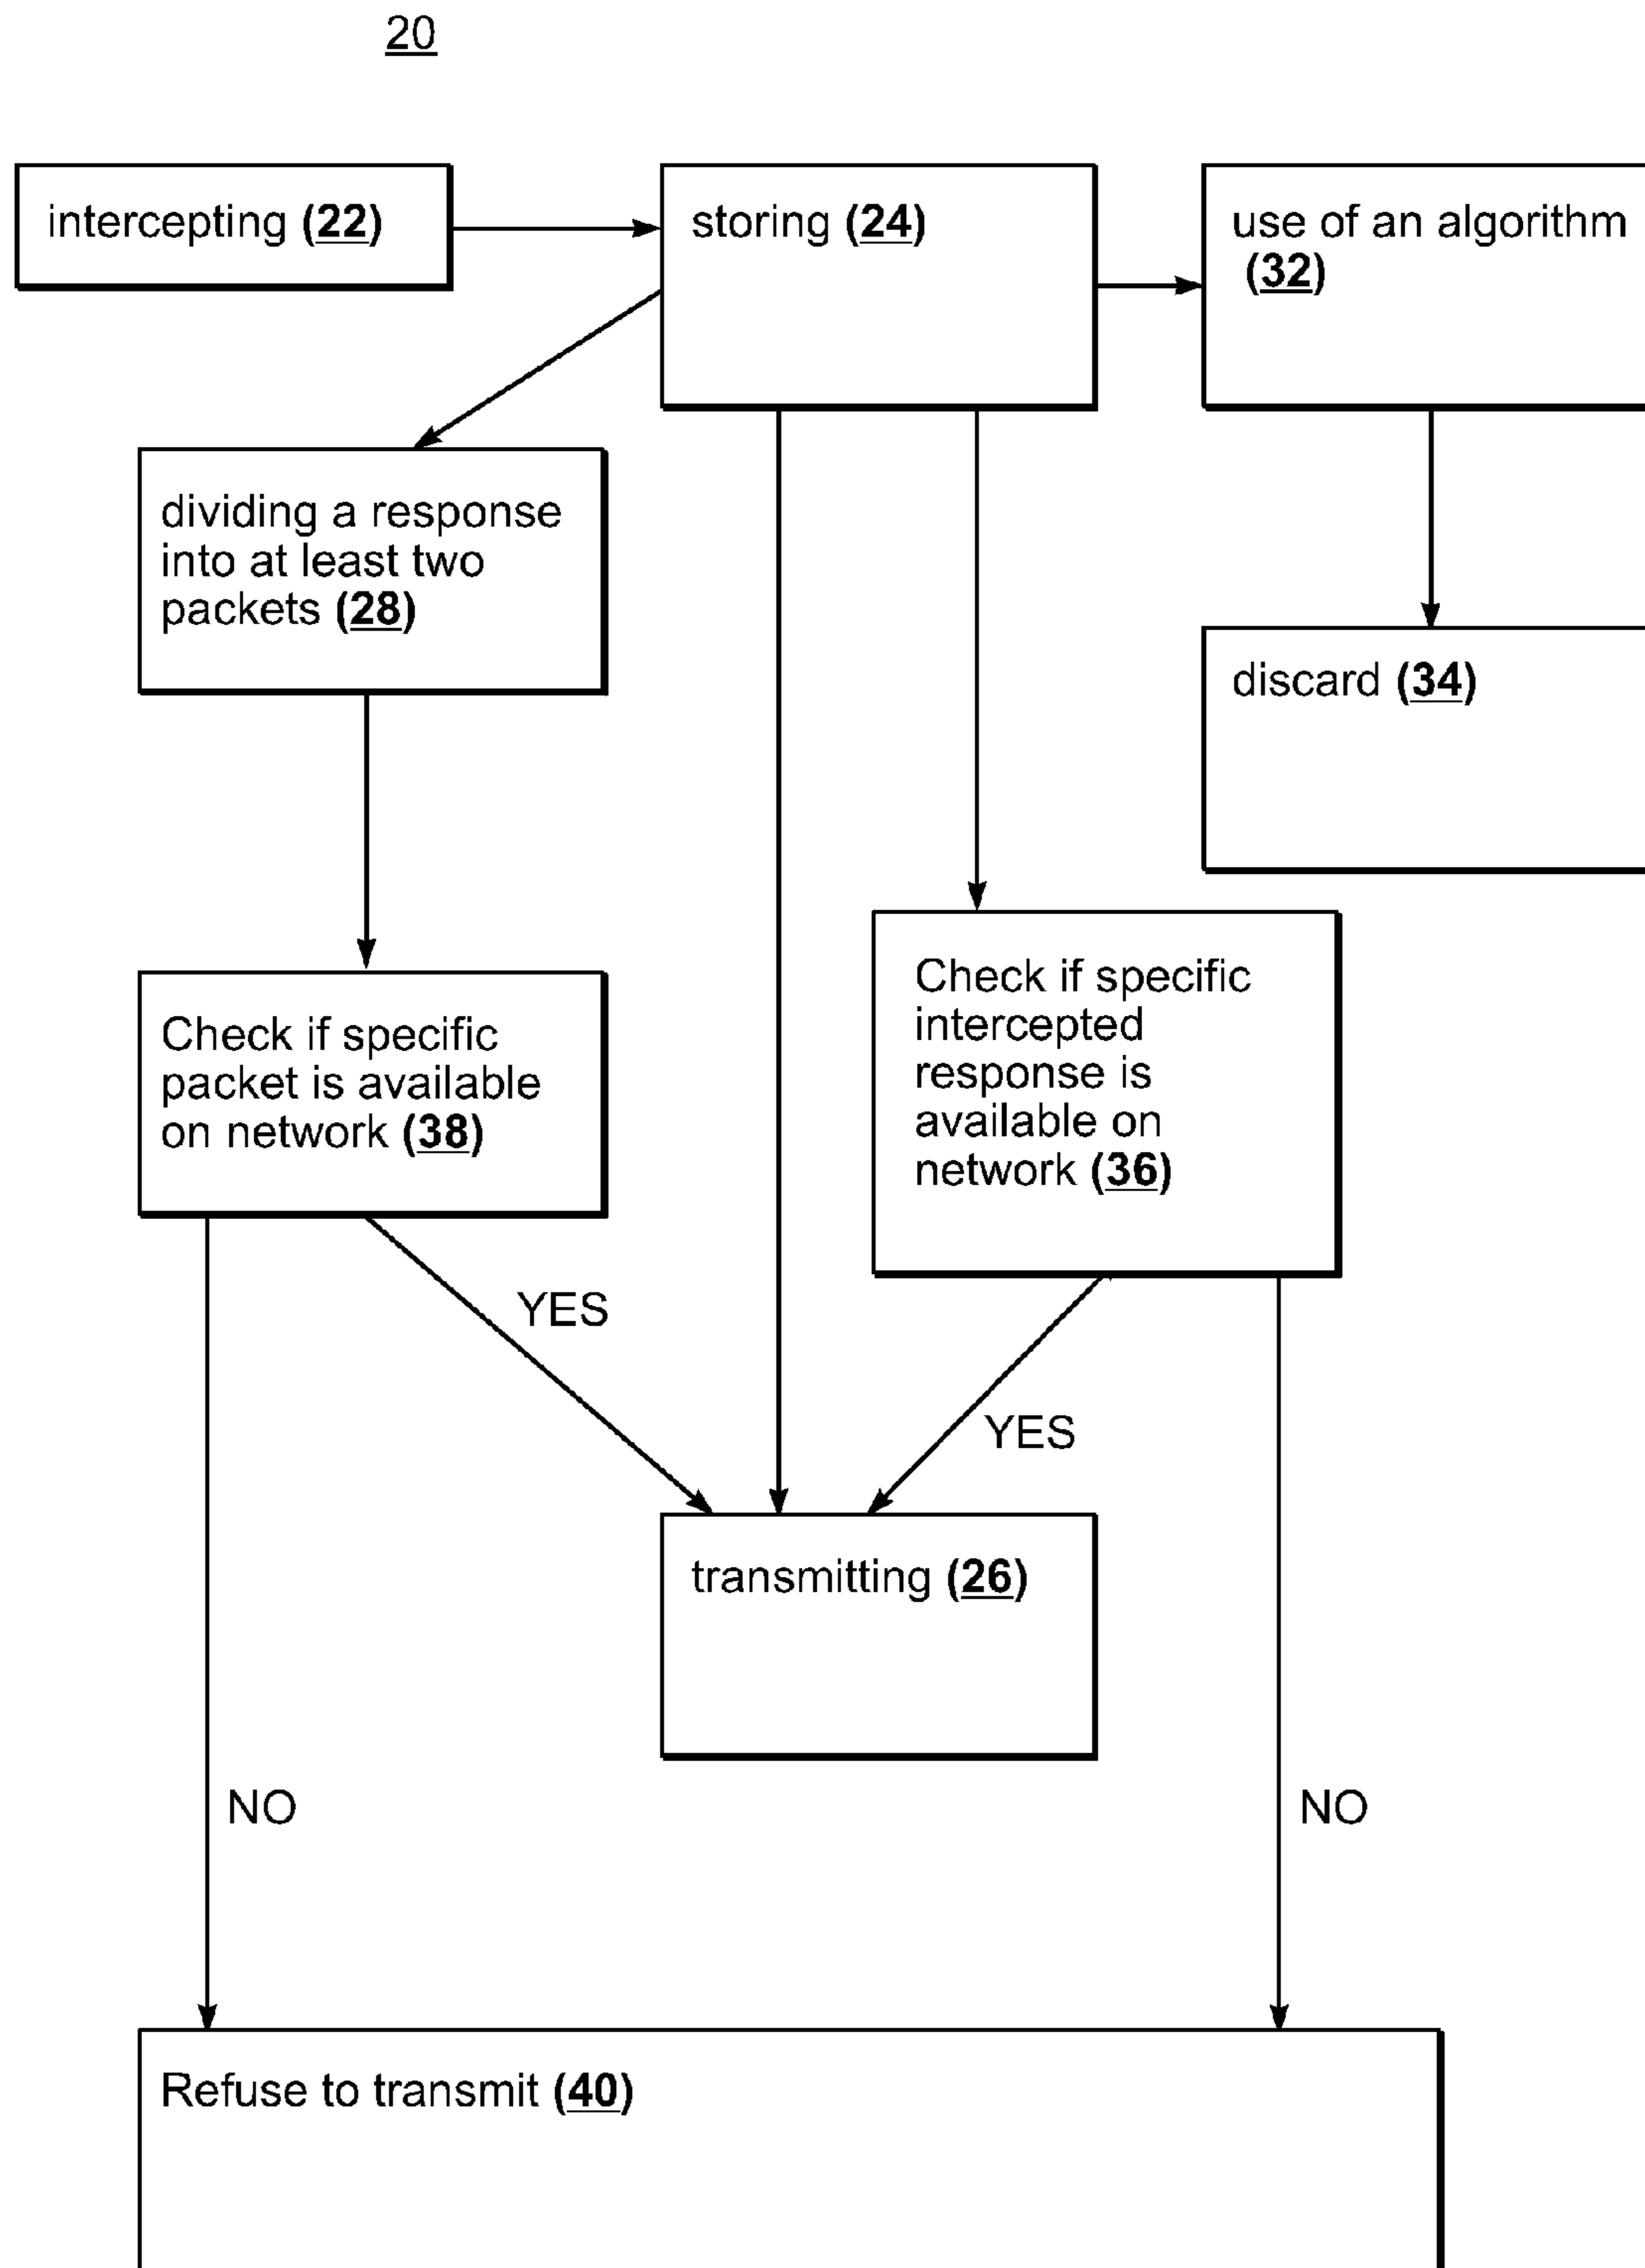 20
intercepting (22)
storing (24)
use of an algorithm
(32)
dividing a response
into at least two
packets (28)
discard (34)
Check if specific
packet is available
on network (38)
Check if specific
intercepted
response is
available on
network (36)
YES
YES
transmitting (26)
NO
NO
Refuse to transmit (40)